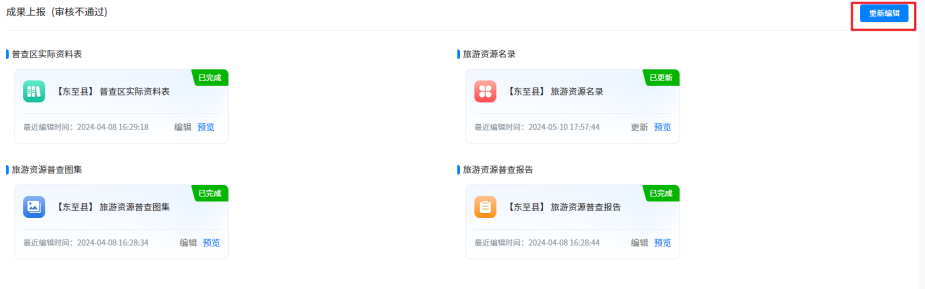 成果上报（审核不通过）
重新编辑
普查区实际资料表
旅游资源名录
已完成
已更新
【东至县】 普查区实际资料表
【东至县】 旅游资源名录
最近编辑时间：2024-04-08 16:29:18 编辑 预览
最近编辑时间：2024-05-10 17:57:44 更新 预览
旅游资源普查图集
旅游资源普查报告
已完成
已完成
【东至县】 旅游资源普查图集
【东至县】 旅游资源普查报告
最近编辑时间：2024-04-08 16:28:34 编辑 预览
最近编辑时间：2024-04-08 16:28:44 编辑 预览